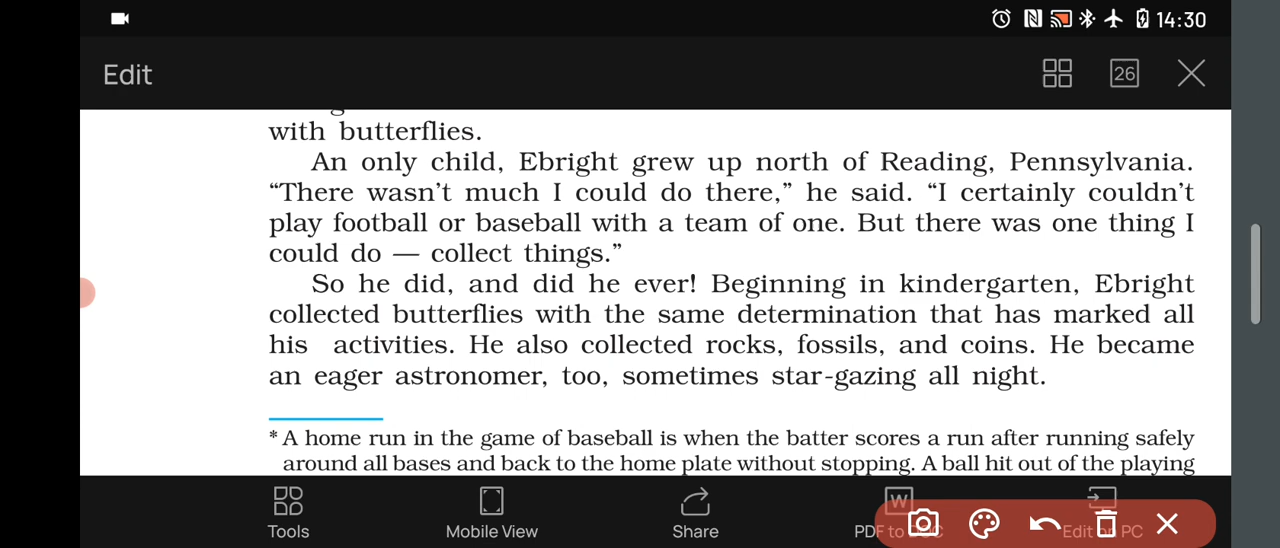 14:30
Edit
26
with butterflies.
An only child, Ebright grew up north of Reading, Pennsylvania.
“There wasn’t much I could do there,” he said. “I certainly couldn’t
play football or baseball with a team of one. But there was one thing I
could do — collect things.”
So he did, and did he ever! Beginning in kindergarten, Ebright
collected butterflies with the same determination that has marked all
his activities. He also collected rocks, fossils, and coins. He became
an eager astronomer, too, sometimes star-gazing all night.
* A home run in the game of baseball is when the batter scores a run after running safely
around all bases and back to the home plate without stopping. A ball hit out of the playing
W
Tools Mobile View Share PDF to DOC Edit on PC